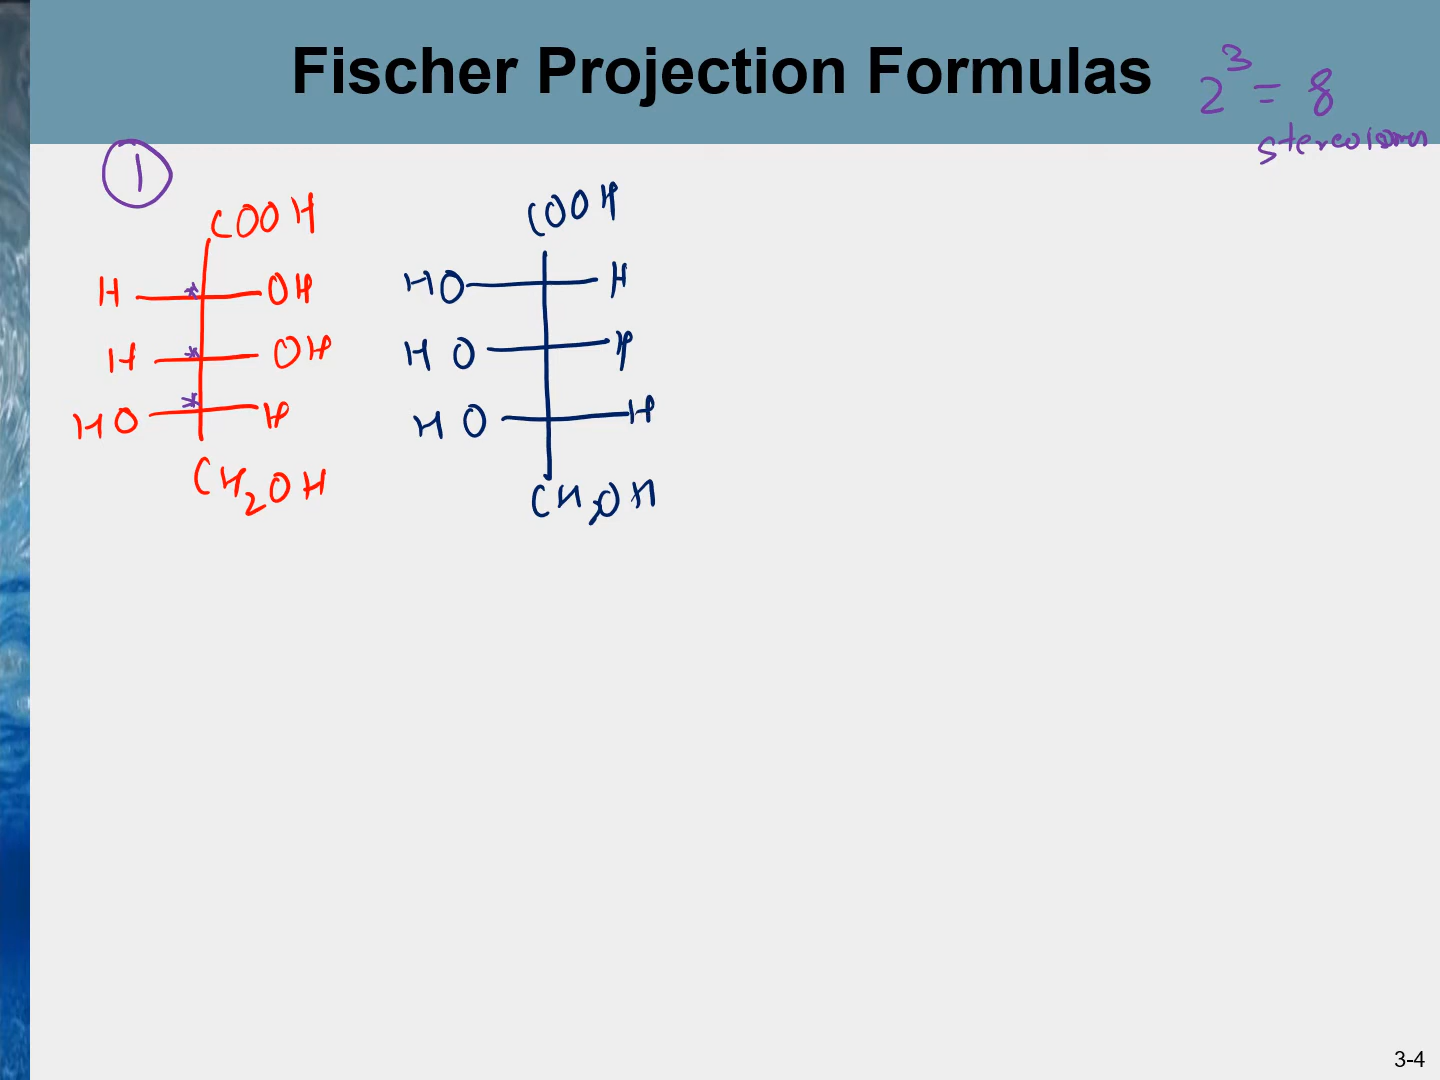 Fischer Projection Formulas
2³ = 8
stereoisomers
1
COOH
H OH
H OH
HO H
CH₂OH
COOH
HO H
HO H
HO H
CH₂OH
3-4